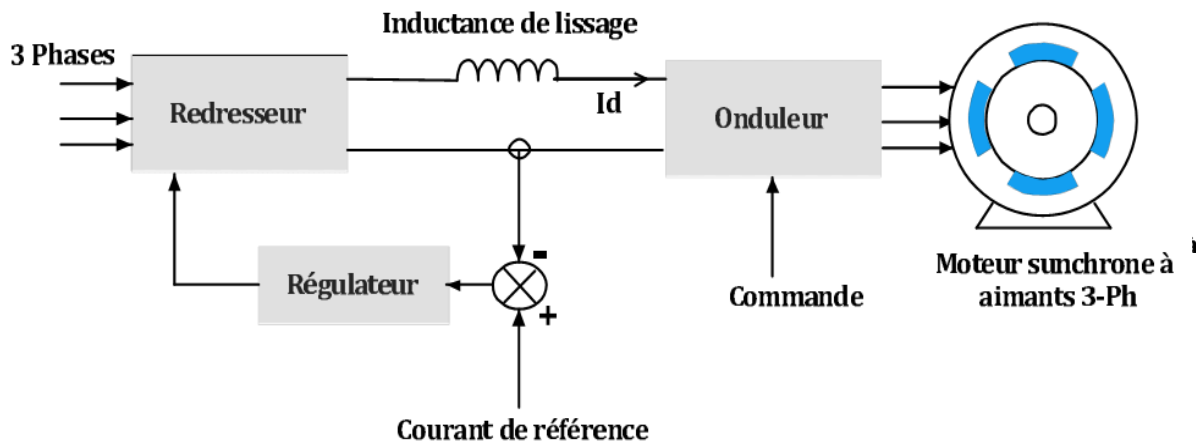 Inductance de lissage
3 Phases
Redresseur
Id
Onduleur
-
Régulateur
+
Commande
Moteur sunchrone à
aimants 3-Ph
Courant de référence